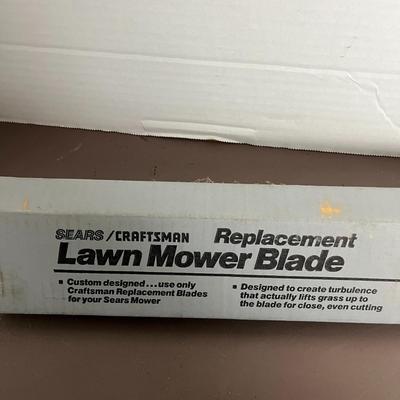 SEARS/CRAFTSMAN Replacement
Lawn Mower Blade
▪ Custom designed...use only
Craftsman Replacement Blades
for your Sears Mower
▪ Designed to create turbulence
that actually lifts grass up to
the blade for close, even cutting